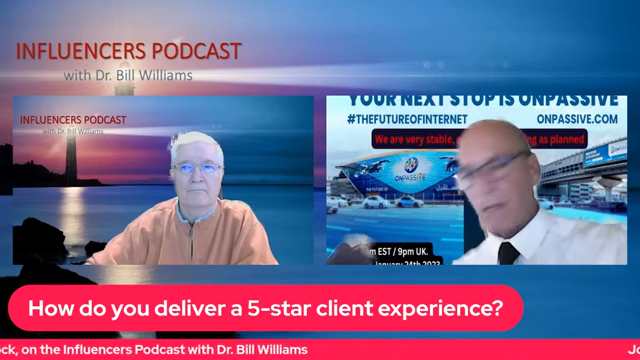 INFLUENCERS PODCAST
with Dr. Bill Williams
INFLUENCERS PODCAST
with Dr. Bill Williams
YOUR NEXT STOP IS ONPASSIVE
#THEFUTUREOFINTERNET
ONPASSIVE.COM
We are very stable, ing as planned
ONPASSIVE
m EST / 9pm UK.
January 24th 2023
How do you deliver a 5-star client experience?
ock, on the Influencers Podcast with Dr. Bill Williams
Jo